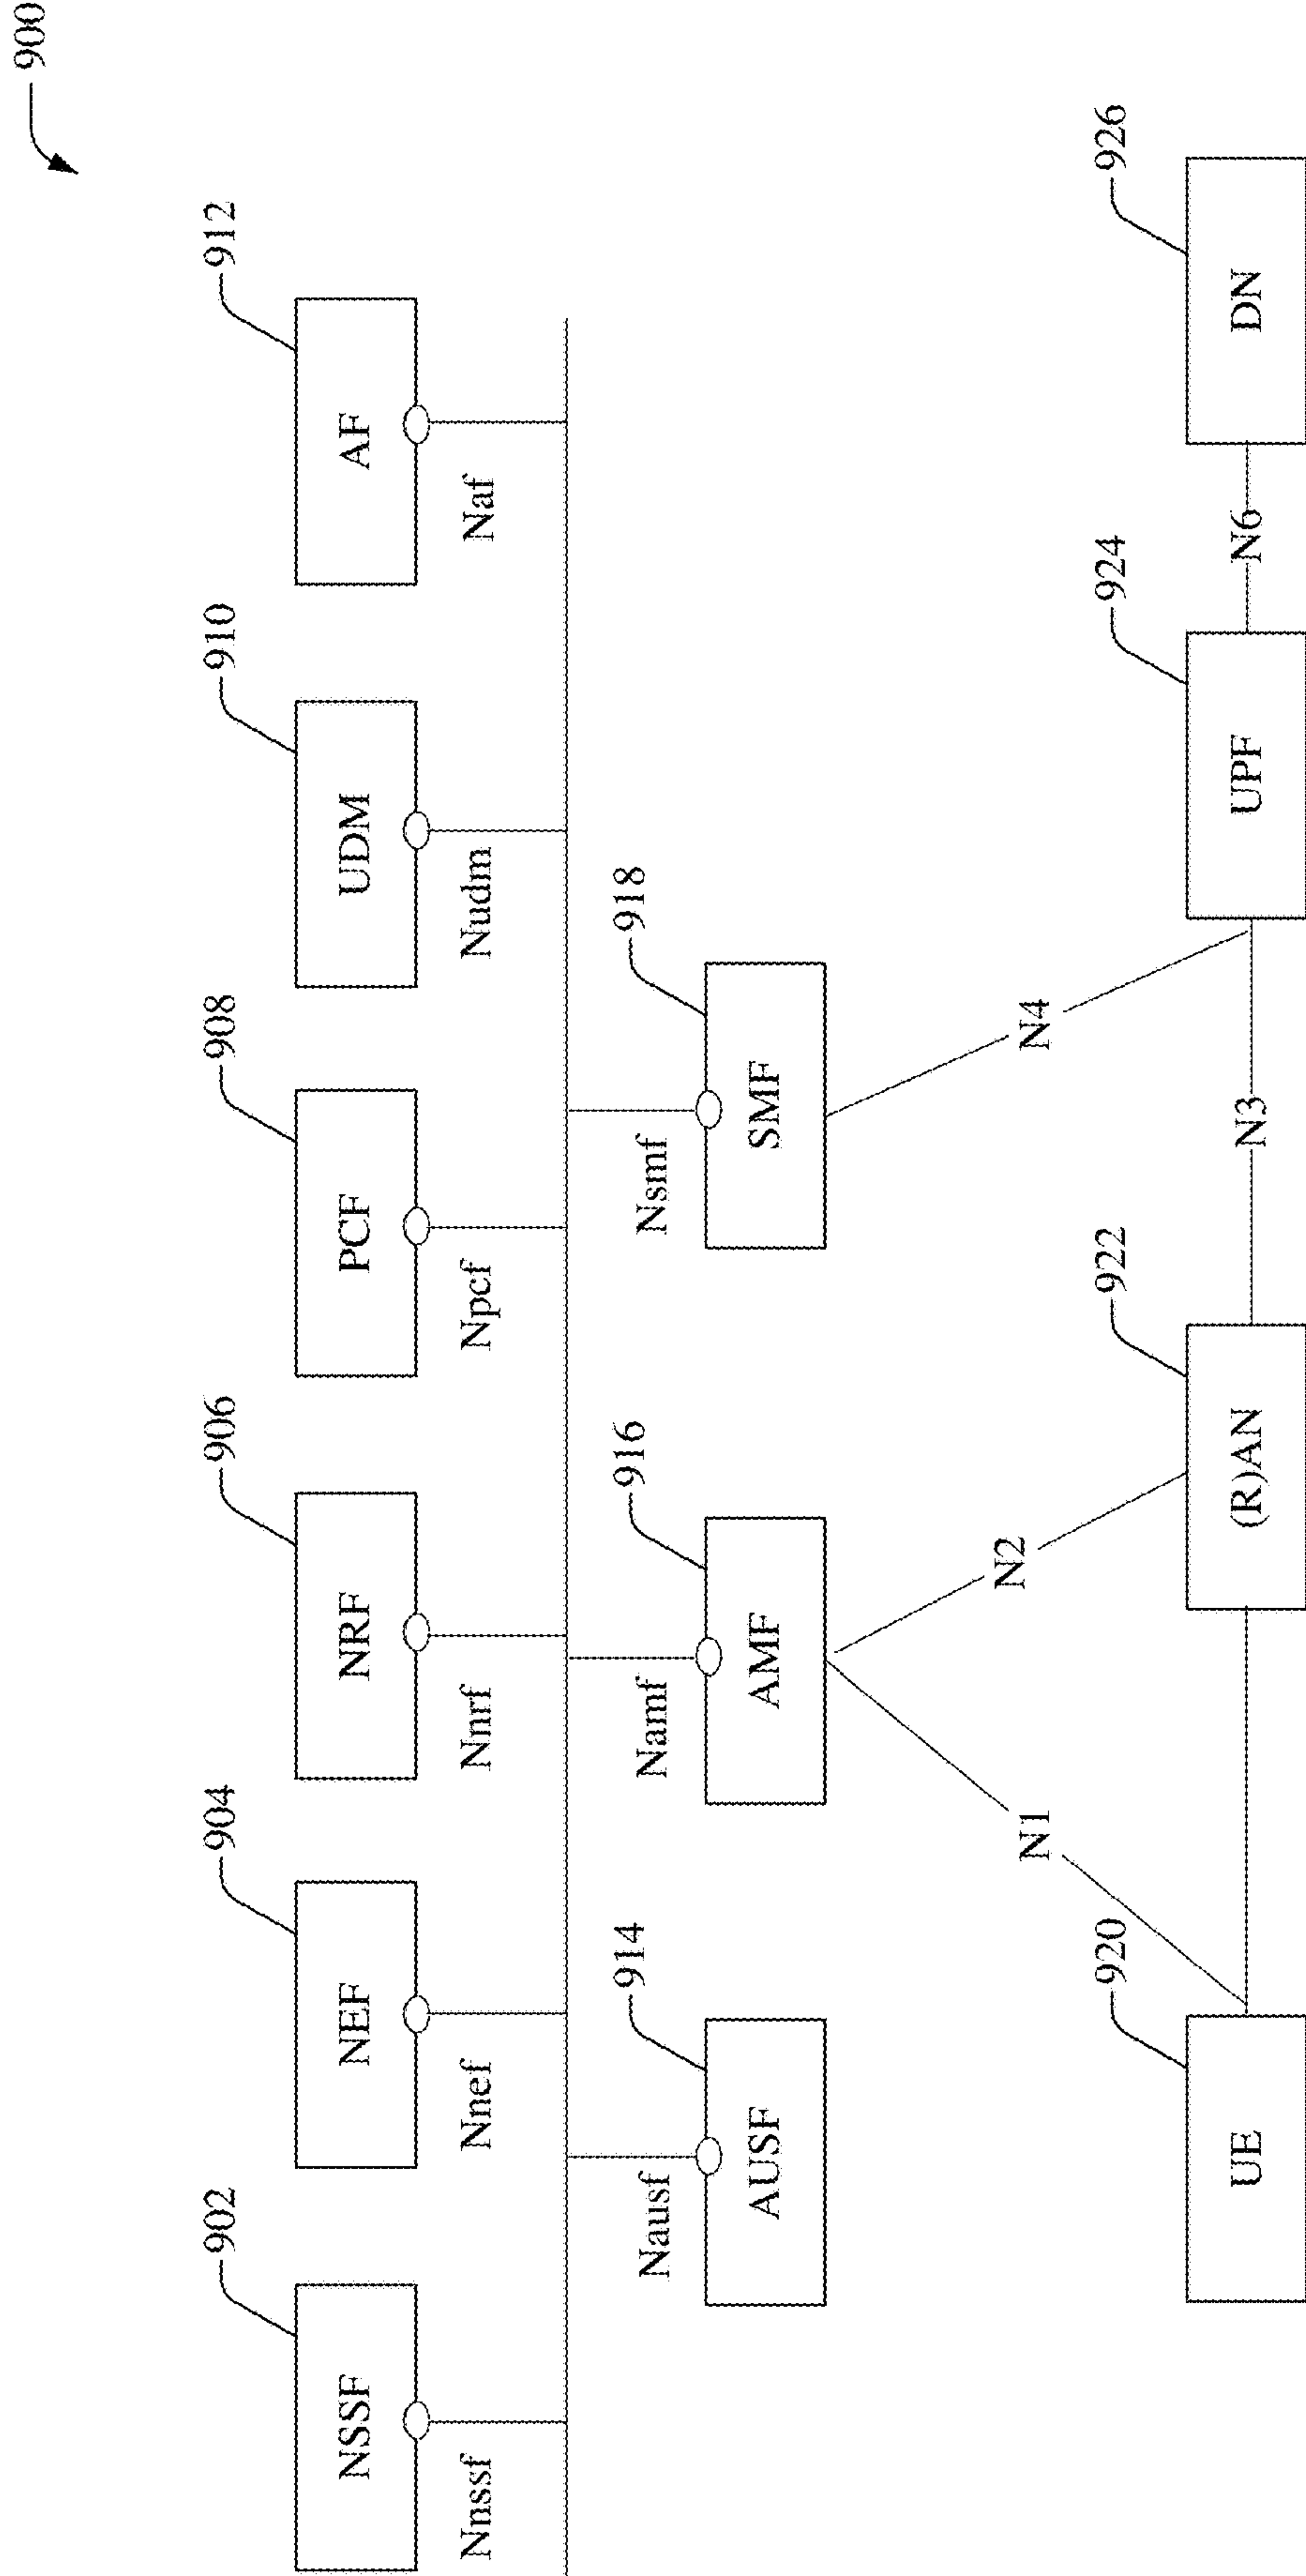 900
902
904
906
908
910
912
NSSF
NEF
NRF
PCF
UDM
AF
Nnssf
Nnef
Nnrf
Npcf
Nudm
Naf
Nausf
Namf
Nsmf
914
916
918
AUSF
AMF
SMF
N1
N2
N4
920
922
924
926
UE
(R)AN
N3
UPF
N6
DN